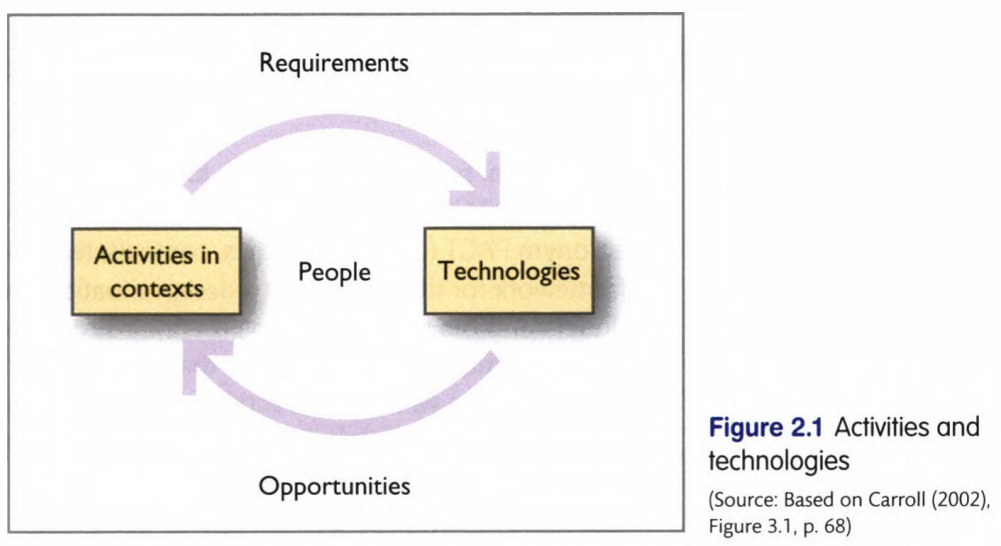 Requirements
Activities in
contexts
People
Technologies
Opportunities
Figure 2.1 Activities and
technologies
(Source: Based on Carroll (2002),
Figure 3.1, p. 68)